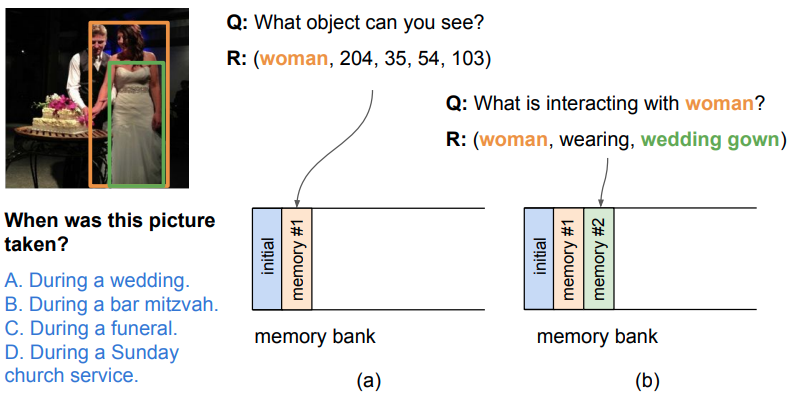 Q: What object can you see?
R: (woman, 204, 35, 54, 103)
Q: What is interacting with woman?
R: (woman, wearing, wedding gown)
When was this picture
taken?
A. During a wedding.
B. During a bar mitzvah.
C. During a funeral.
D. During a Sunday
church service.
initial
memory #1
memory bank
(a)
initial
memory #1
memory #2
memory bank
(b)